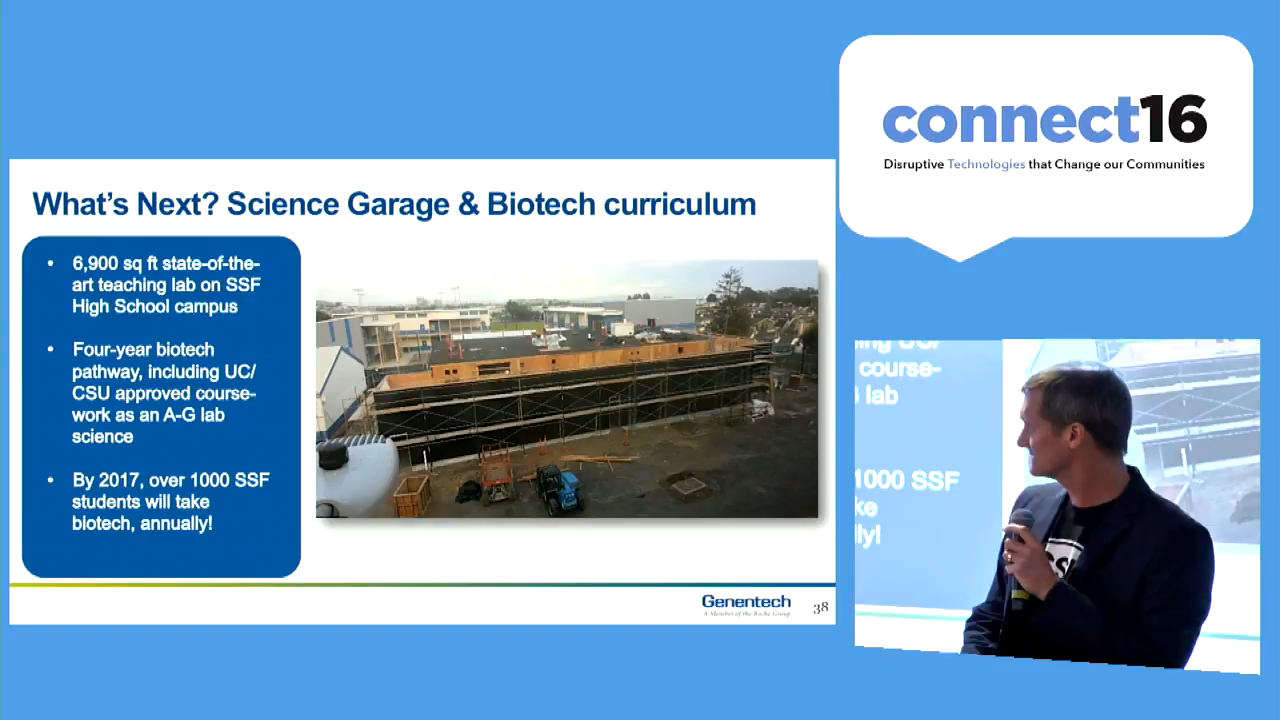 connect16
Disruptive Technologies that Change our Communities
What's Next? Science Garage & Biotech curriculum
• 6,900 sq ft state-of-the-
art teaching lab on SSF
High School campus
• Four-year biotech
pathway, including UC/
CSU approved course-
work as an A-G lab
science
• By 2017, over 1000 SSF
students will take
biotech, annually!
Genentech
A Member of the Roche Group
38
course-
lab
1000 SSF